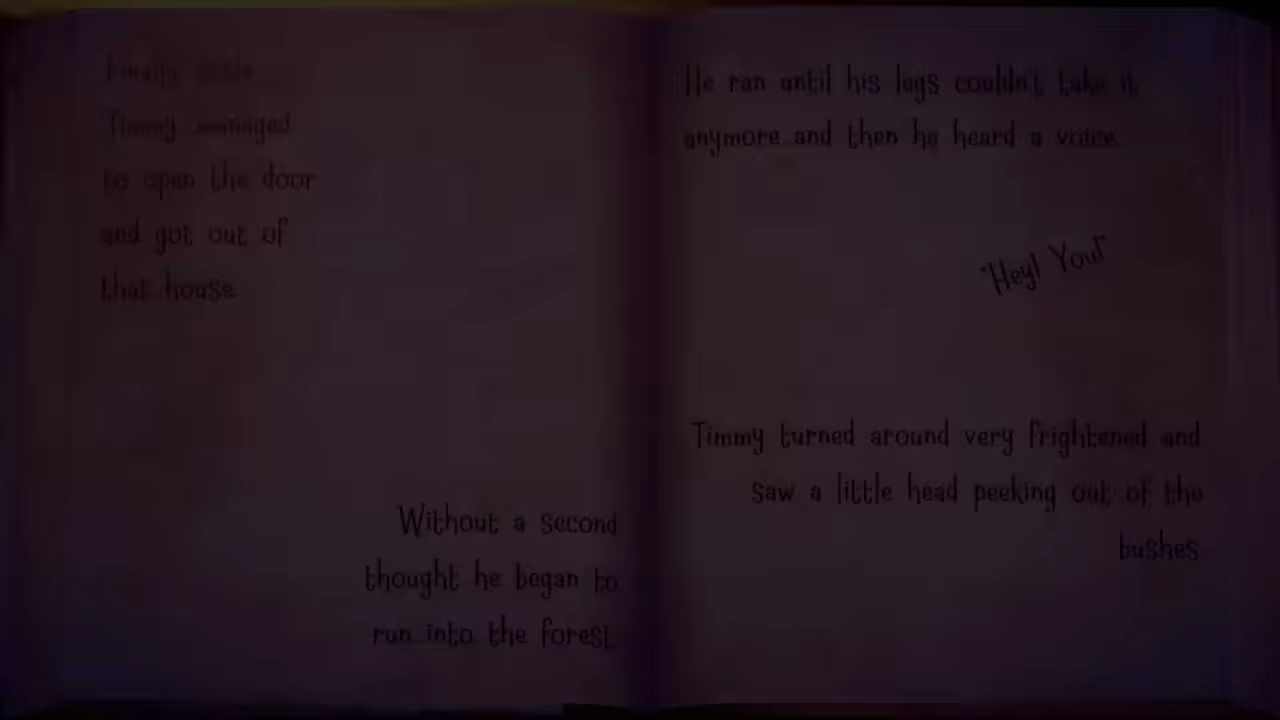 Finally, little
Timmy managed
to open the door
and got out of
that house.
Without a second
thought he began to
run into the forest.
He ran until his legs couldn't take it
anymore and then he heard a voice.
"Hey! You!"
Timmy turned around very frightened and
saw a little head peeking out of the
bushes.